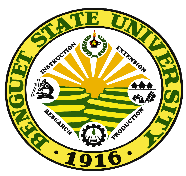 BENGUET STATE UNIVERSITY
INSTRUCTION
EXTENSION
RESEARCH
PRODUCTION
· 1916 ·